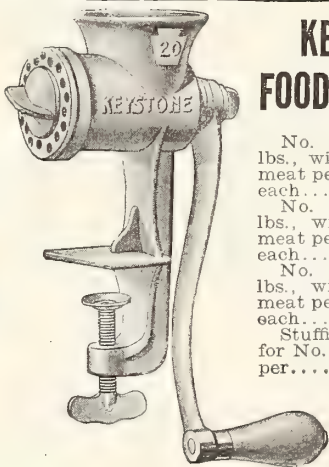 20
KEYSTONE
KE
FOOD
No.
lbs., wi
meat pe
each...
No.
lbs., w
meat pe
each...
No.
lbs., wi
meat pe
each...
Stuffi
for No.
per....